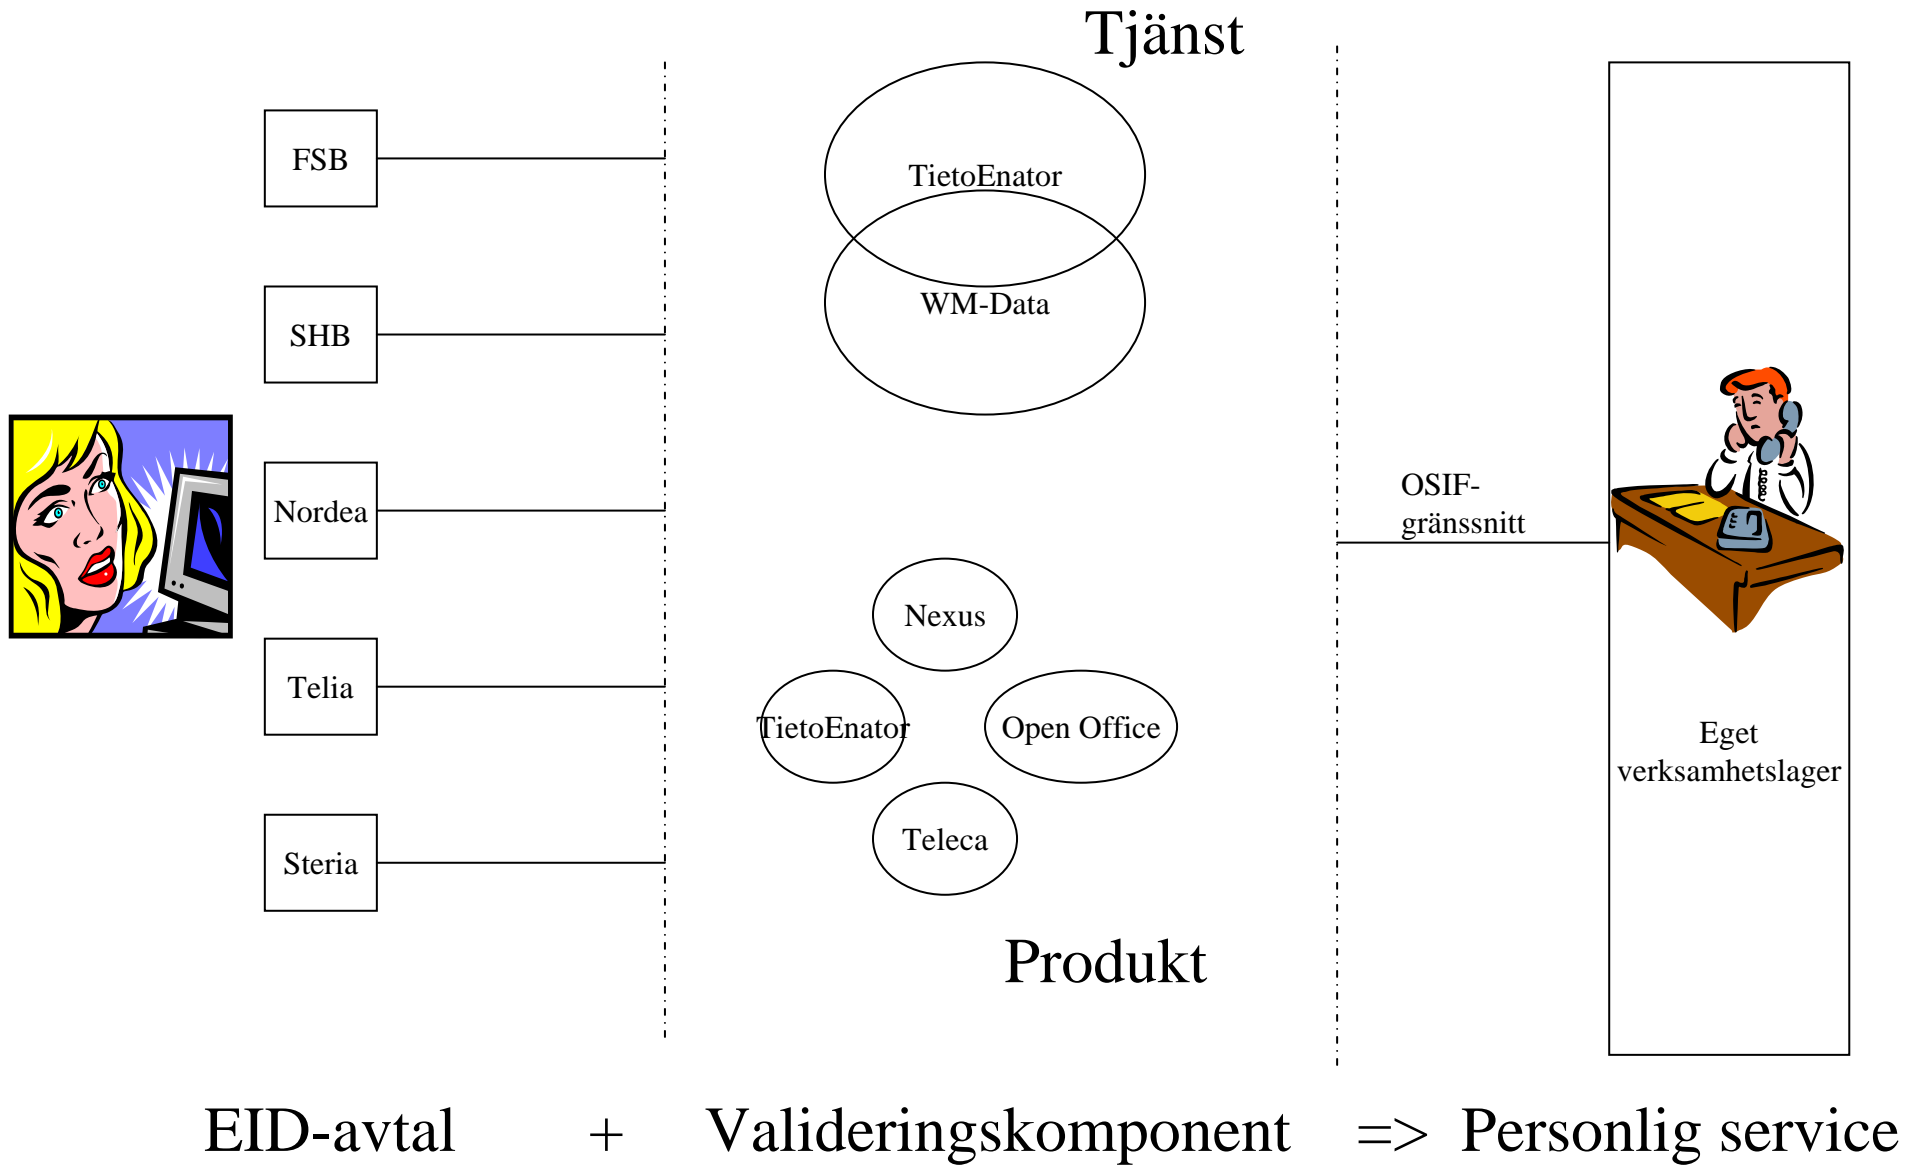 Tjänst
FSB
TietoEnator
SHB
WM-Data
Nordea
OSIF-
gränssnitt
Nexus
Telia
TietoEnator
Open Office
Eget
verksamhetslager
Teleca
Steria
Produkt
EID-avtal + Valideringskomponent => Personlig service